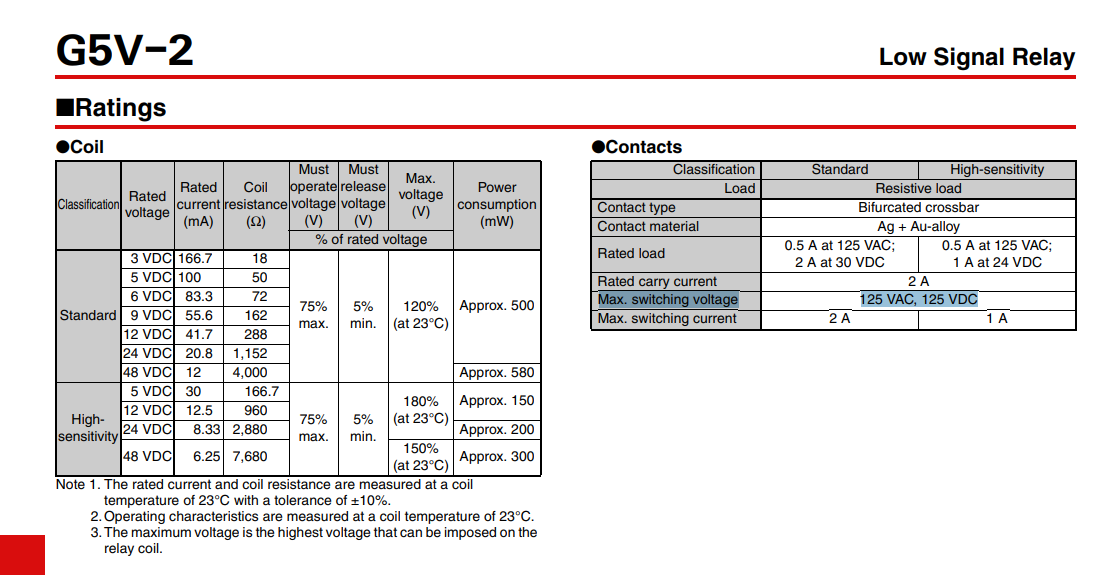 G5V–2
Low Signal Relay
■Ratings
●Coil
Classification Rated voltage Rated current (mA) Coil resistance (Ω) Must operate voltage (V) Must release voltage (V) Max. voltage (V) Power consumption (mW)
% of rated voltage
Standard 3 VDC 166.7 18 75% max. 5% min. 120% (at 23°C) Approx. 500
5 VDC 100 50
6 VDC 83.3 72
9 VDC 55.6 162
12 VDC 41.7 288
24 VDC 20.8 1,152
48 VDC 12 4,000 Approx. 580
High-sensitivity 5 VDC 30 166.7 75% max. 5% min. 180% (at 23°C) Approx. 150
12 VDC 12.5 960
24 VDC 8.33 2,880 Approx. 200
48 VDC 6.25 7,680 150% (at 23°C) Approx. 300
Note 1. The rated current and coil resistance are measured at a coil
temperature of 23°C with a tolerance of ±10%.
2. Operating characteristics are measured at a coil temperature of 23°C.
3. The maximum voltage is the highest voltage that can be imposed on the
relay coil.
●Contacts
Classification Standard High-sensitivity
Load Resistive load
Contact type Bifurcated crossbar
Contact material Ag + Au-alloy
Rated load 0.5 A at 125 VAC; 2 A at 30 VDC 0.5 A at 125 VAC; 1 A at 24 VDC
Rated carry current 2 A
Max. switching voltage 125 VAC, 125 VDC
Max. switching current 2 A 1 A